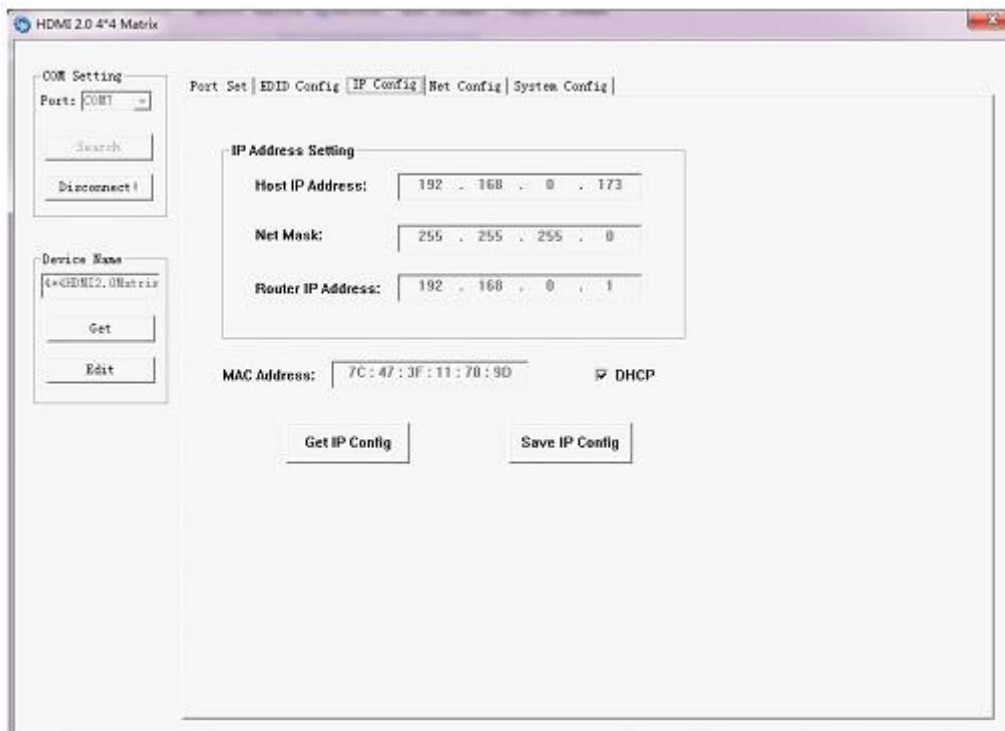 HDMI 2.0 4*4 Matrix
COM Setting
Port: COM7
Search
Disconnect!
Device Name
4*4HDMI2.0Matrix
Get
Edit
Port Set EDID Config IP Config Net Config System Config
IP Address Setting
Host IP Address: 192 . 168 . 0 . 173
Net Mask: 255 . 255 . 255 . 0
Router IP Address: 192 . 168 . 0 . 1
MAC Address: 7C:47:3F:11:78:9D DHCP
Get IP Config Save IP Config